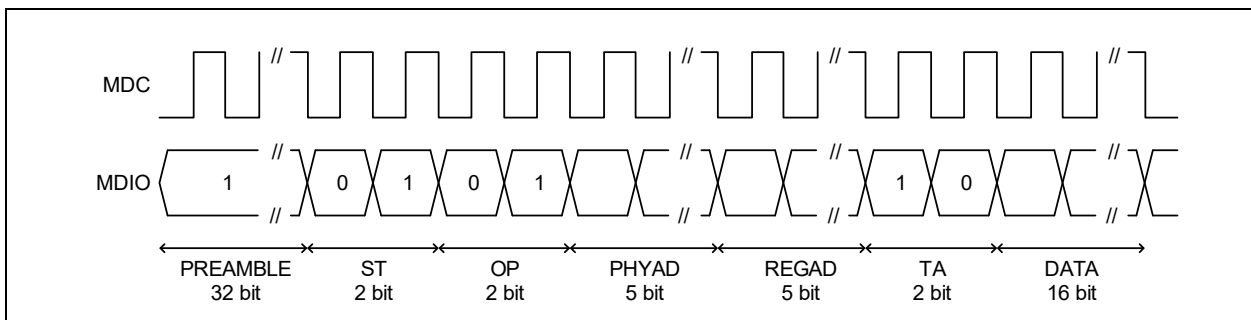 MDC
//
//
//
//
MDIO
1
//
//
0
1
0
1
//
//
//
//
1
0
//
//
PREAMBLE
32 bit
ST
2 bit
OP
2 bit
PHYAD
5 bit
REGAD
5 bit
TA
2 bit
DATA
16 bit